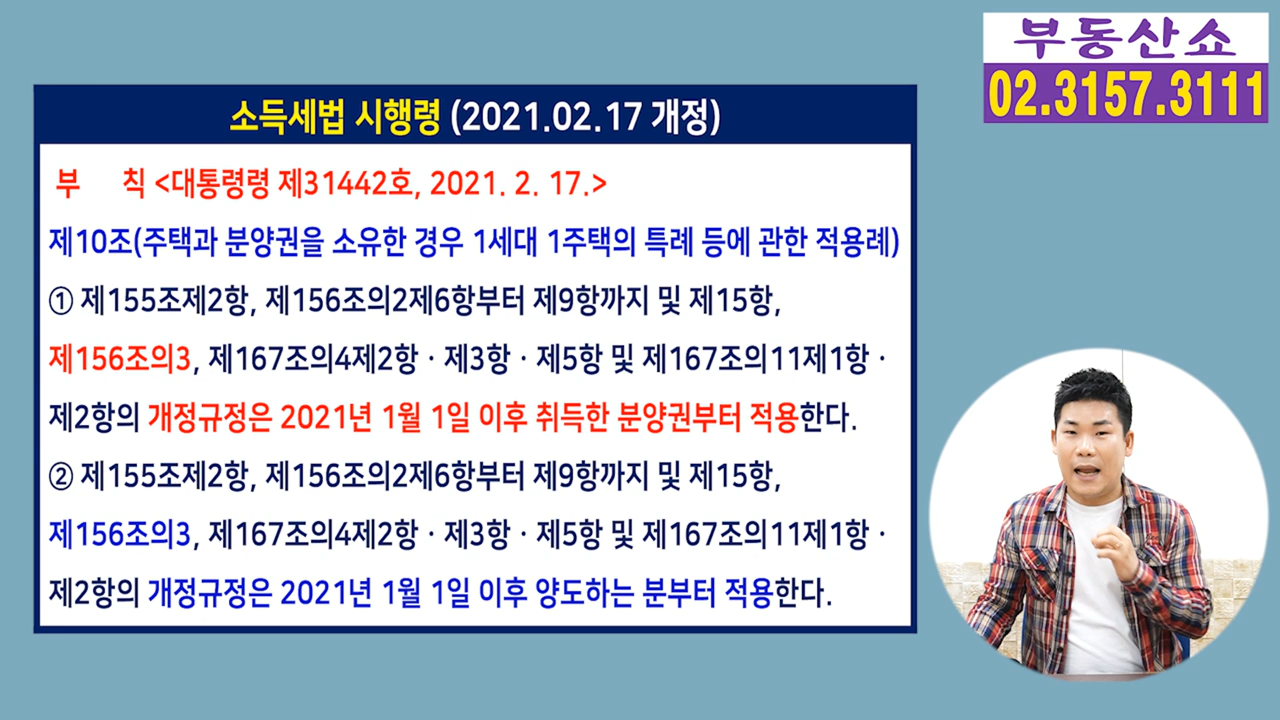 부동산쇼
02.3157.3111
소득세법 시행령 (2021.02.17 개정)
부 칙 <대통령령 제31442호, 2021. 2. 17.>
제10조(주택과 분양권을 소유한 경우 1세대 1주택의 특례 등에 관한 적용례)
① 제155조제2항, 제156조의2제6항부터 제9항까지 및 제15항,
제156조의3, 제167조의4제2항 · 제3항 · 제5항 및 제167조의11제1항 ·
제2항의 개정규정은 2021년 1월 1일 이후 취득한 분양권부터 적용한다.
② 제155조제2항, 제156조의2제6항부터 제9항까지 및 제15항,
제156조의3, 제167조의4제2항 · 제3항 · 제5항 및 제167조의11제1항 ·
제2항의 개정규정은 2021년 1월 1일 이후 양도하는 분부터 적용한다.